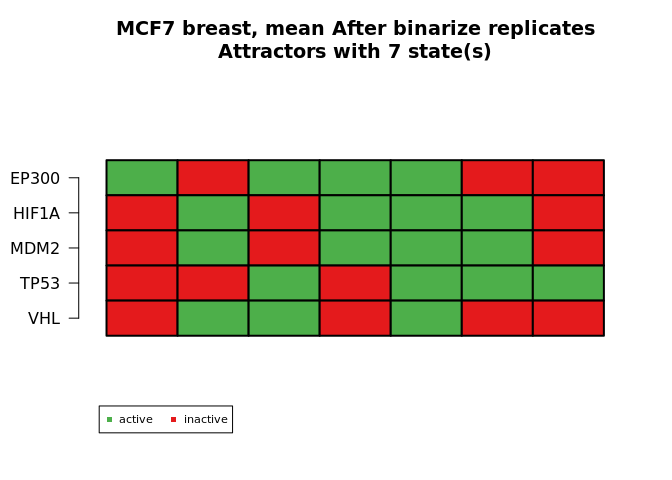 MCF7 breast, mean After binarize replicates
Attractors with 7 state(s)
EP300
HIF1A
MDM2
TP53
VHL
active inactive